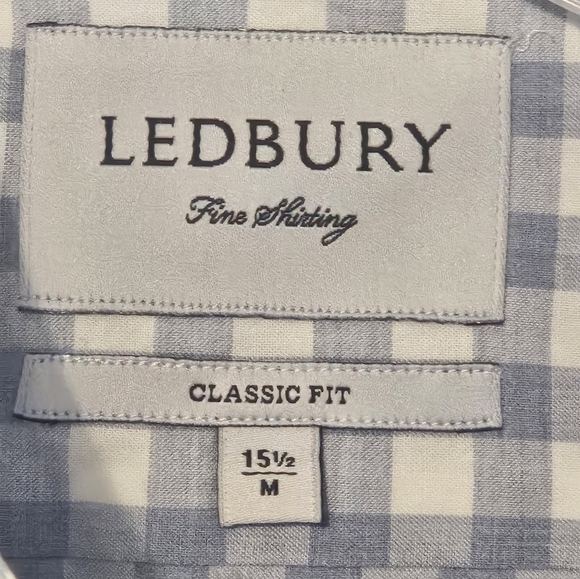 LEDBURY
Fine Shirting
CLASSIC FIT
15½
M